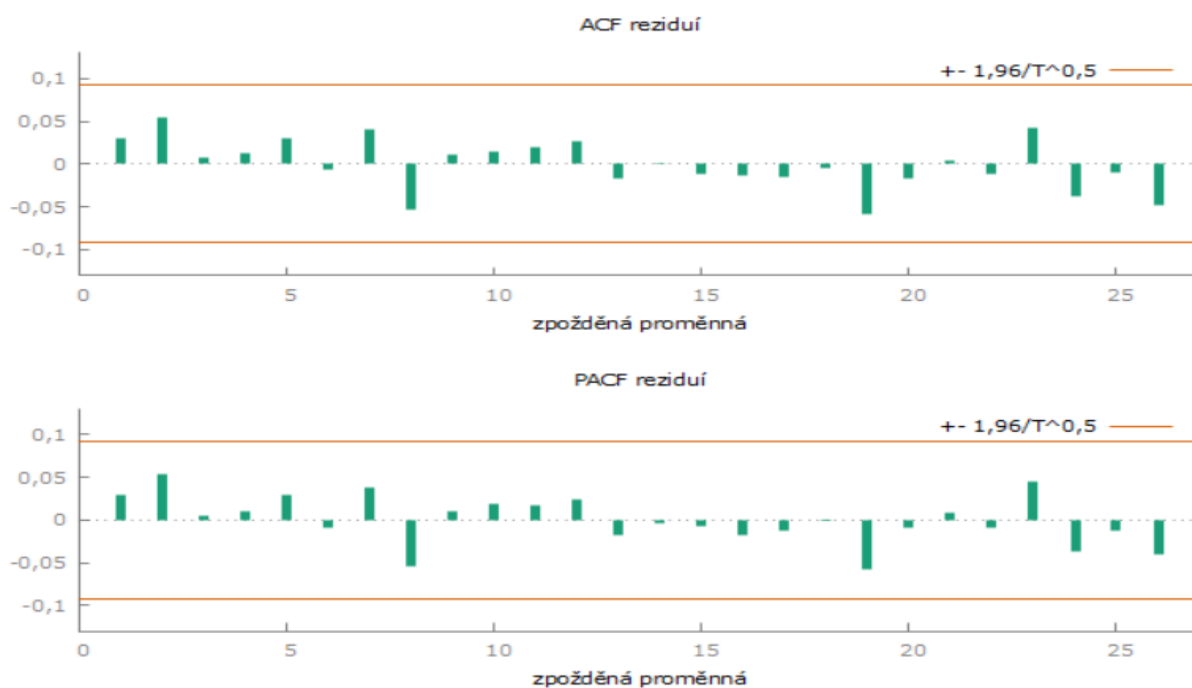 ACF reziduí
+- 1,96/T^0,5
0,1
0,05
0
-0,05
-0,1
0 5 10 15 20 25
zpožděná proměnná
PACF reziduí
+- 1,96/T^0,5
0,1
0,05
0
-0,05
-0,1
0 5 10 15 20 25
zpožděná proměnná